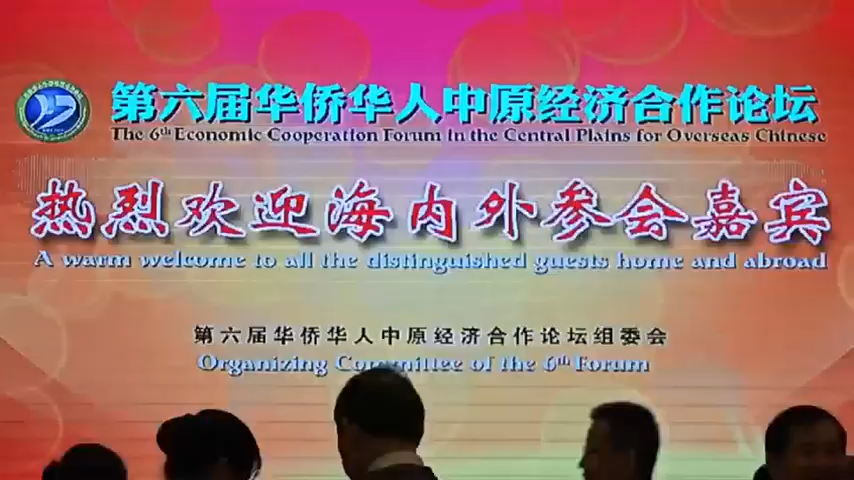 第六届华侨华人中原经济合作论坛
The 6th Economic Cooperation Forum in the Central Plains for Overseas Chinese
热烈欢迎海内外参会嘉宾
A warm welcome to all the distinguished guests home and abroad
第六届华侨华人中原经济合作论坛组委会
Organizing Committee of the 6th Forum